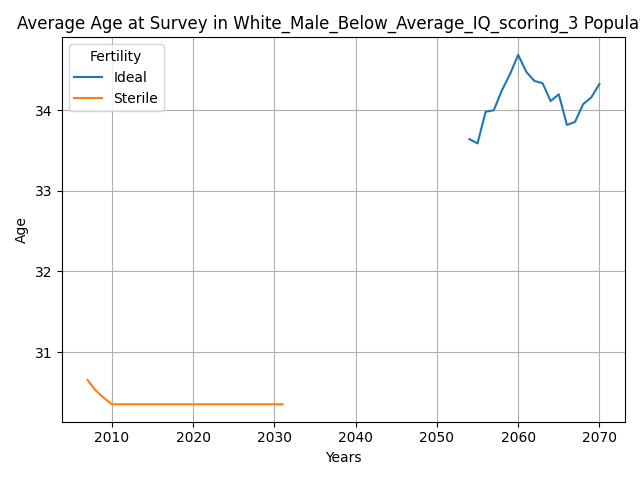 Average Age at Survey in White_Male_Below_Average_IQ_scoring_3 Popula
Fertility
Ideal
Sterile
34
33
32
31
Age
2010 2020 2030 2040 2050 2060 2070
Years